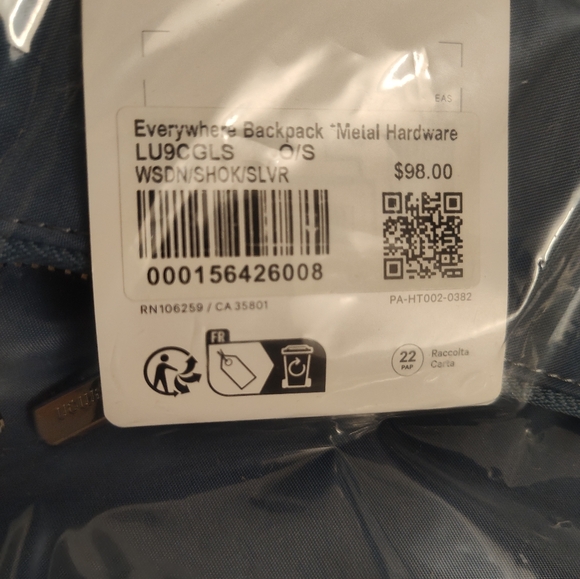 EAS
Everywhere Backpack *Metal Hardware
LU9CGLS O/S
WSDN/SHOK/SLVR
$98.00
000156426008
RN106259 / CA 35801
PA-HT002-0382
FR
22
PAP
Raccolta
Carta